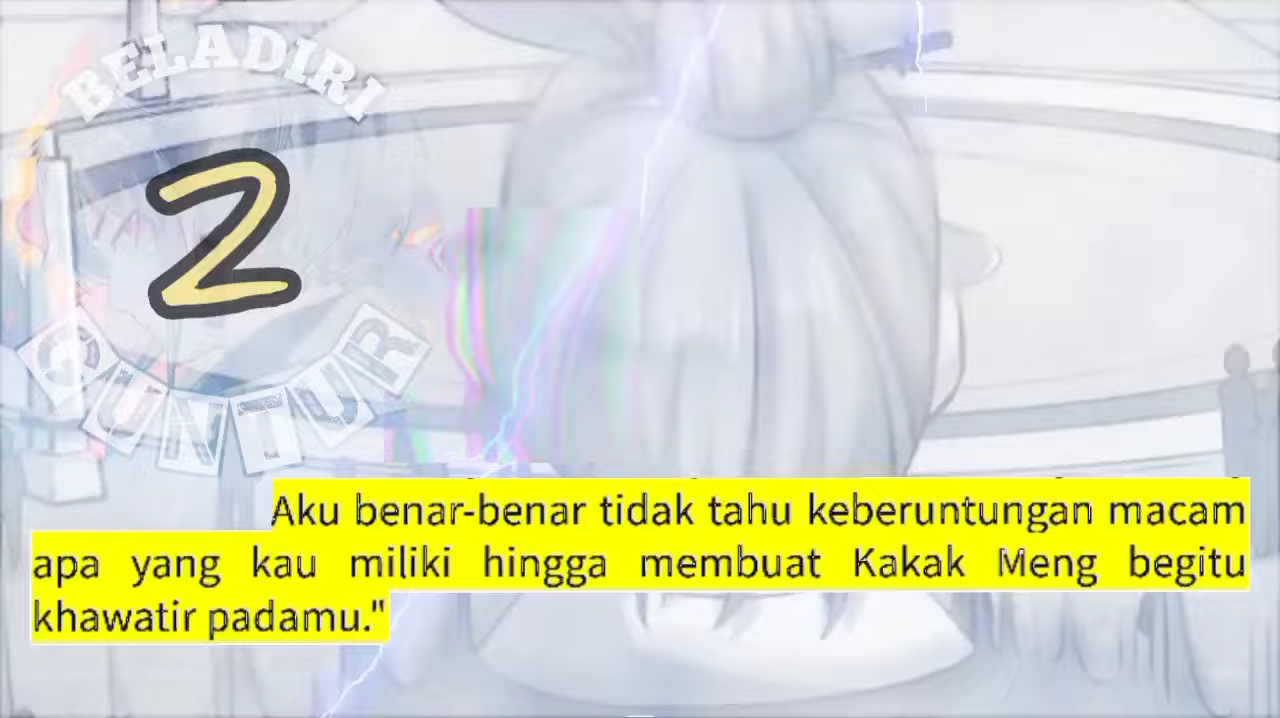 BELADIRI
2
GUNTUR
Aku benar-benar tidak tahu keberuntungan macam
apa yang kau miliki hingga membuat Kakak Meng begitu
khawatir padamu."